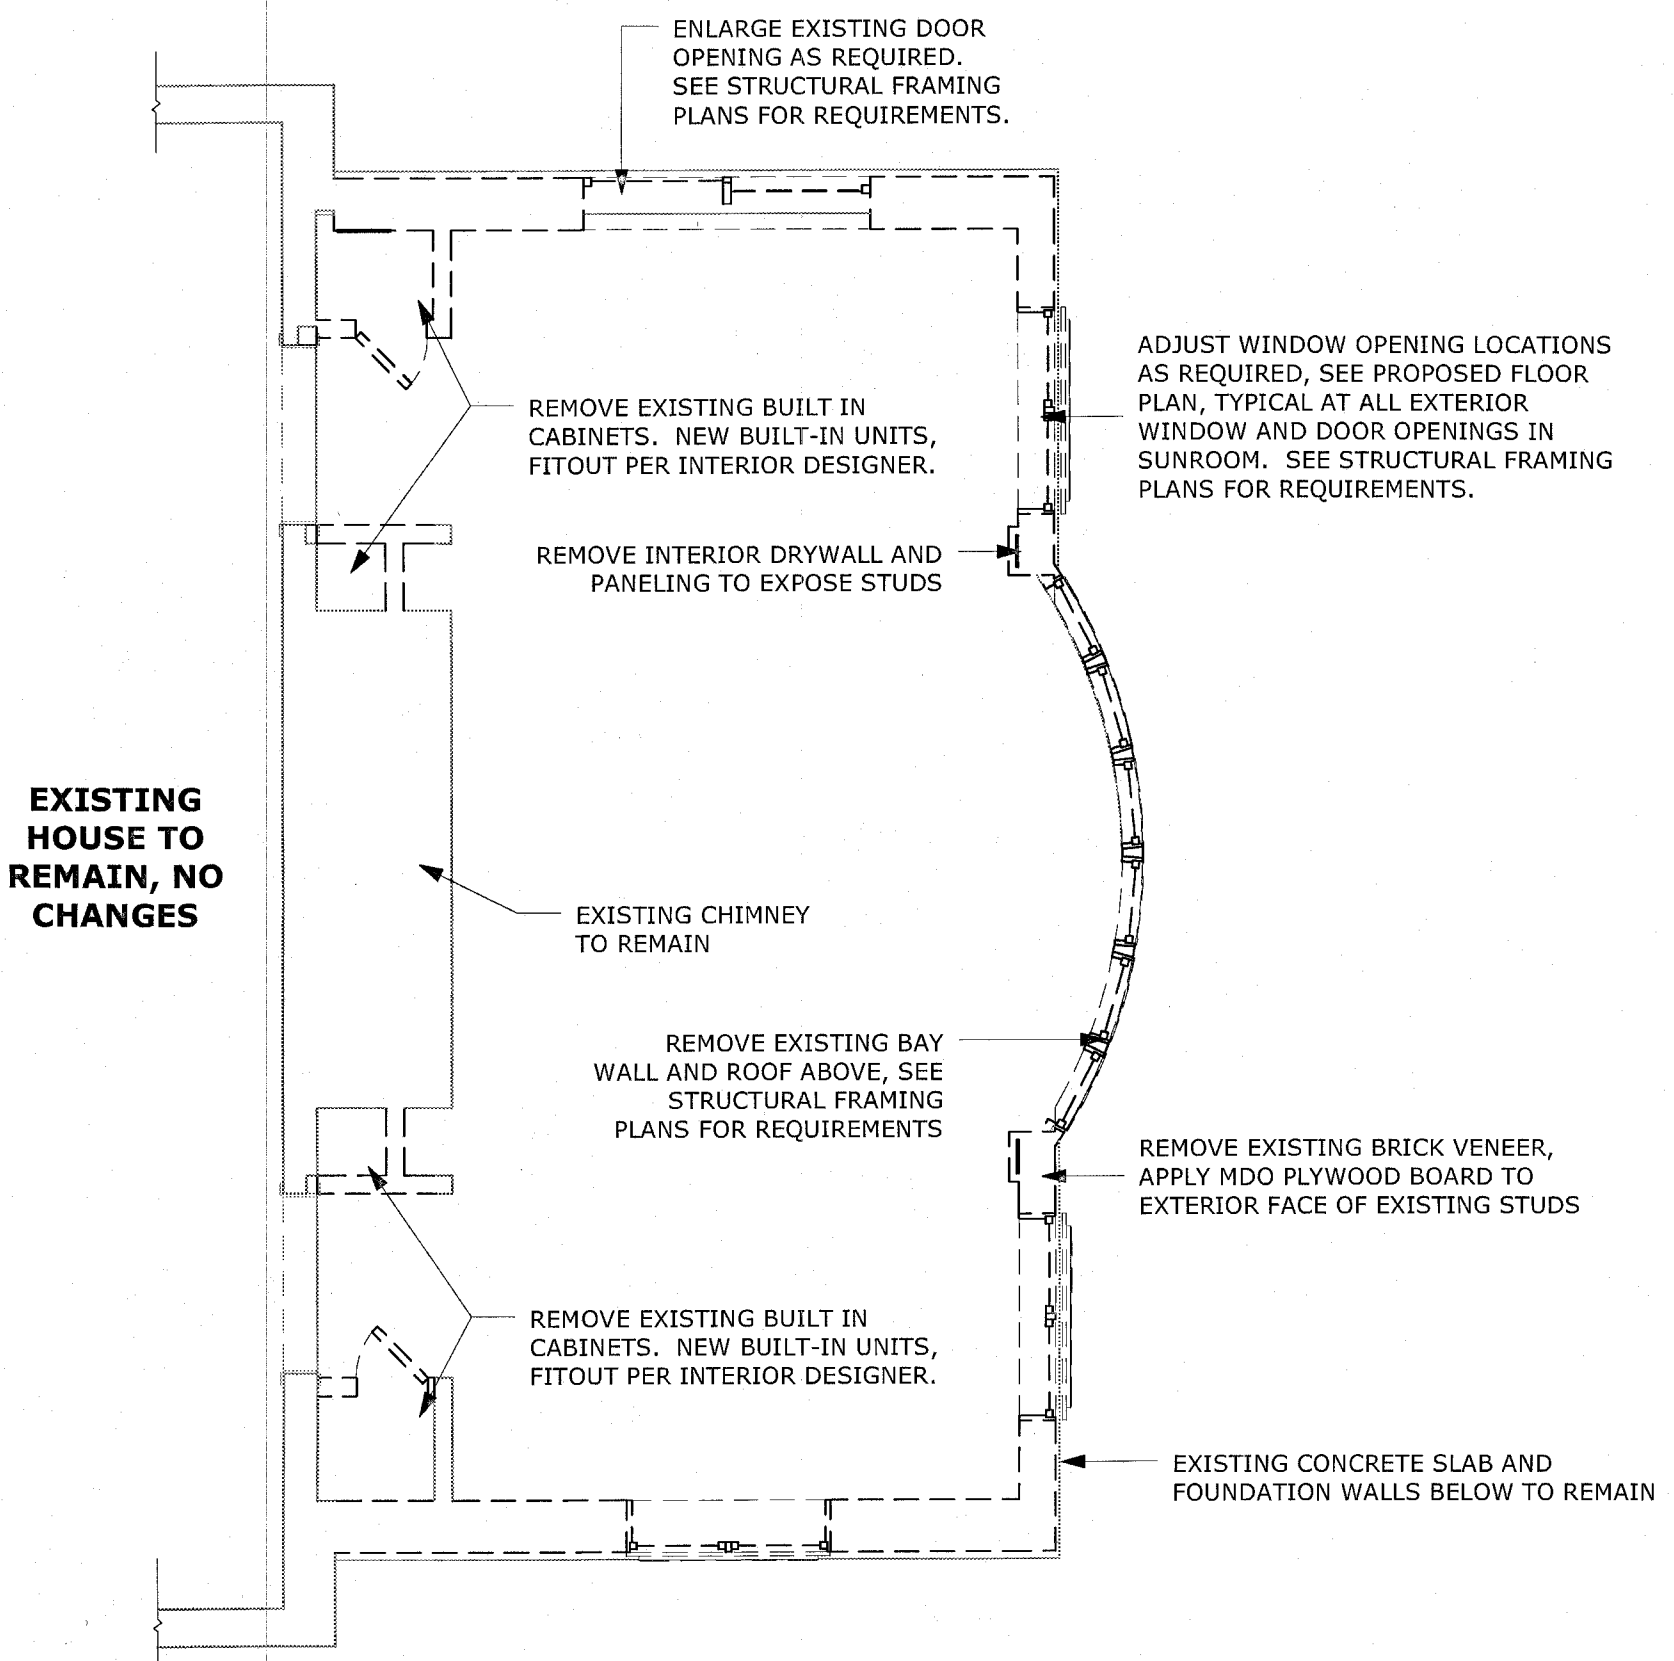 ENLARGE EXISTING DOOR
OPENING AS REQUIRED.
SEE STRUCTURAL FRAMING
PLANS FOR REQUIREMENTS.
ADJUST WINDOW OPENING LOCATIONS
AS REQUIRED, SEE PROPOSED FLOOR
PLAN, TYPICAL AT ALL EXTERIOR
WINDOW AND DOOR OPENINGS IN
SUNROOM. SEE STRUCTURAL FRAMING
PLANS FOR REQUIREMENTS.
REMOVE EXISTING BUILT IN
CABINETS. NEW BUILT-IN UNITS,
FITOUT PER INTERIOR DESIGNER.
REMOVE INTERIOR DRYWALL AND
PANELING TO EXPOSE STUDS
EXISTING
HOUSE TO
REMAIN, NO
CHANGES
EXISTING CHIMNEY
TO REMAIN
REMOVE EXISTING BAY
WALL AND ROOF ABOVE, SEE
STRUCTURAL FRAMING
PLANS FOR REQUIREMENTS
REMOVE EXISTING BRICK VENEER,
APPLY MDO PLYWOOD BOARD TO
EXTERIOR FACE OF EXISTING STUDS
REMOVE EXISTING BUILT IN
CABINETS. NEW BUILT-IN UNITS,
FITOUT PER INTERIOR DESIGNER.
EXISTING CONCRETE SLAB AND
FOUNDATION WALLS BELOW TO REMAIN